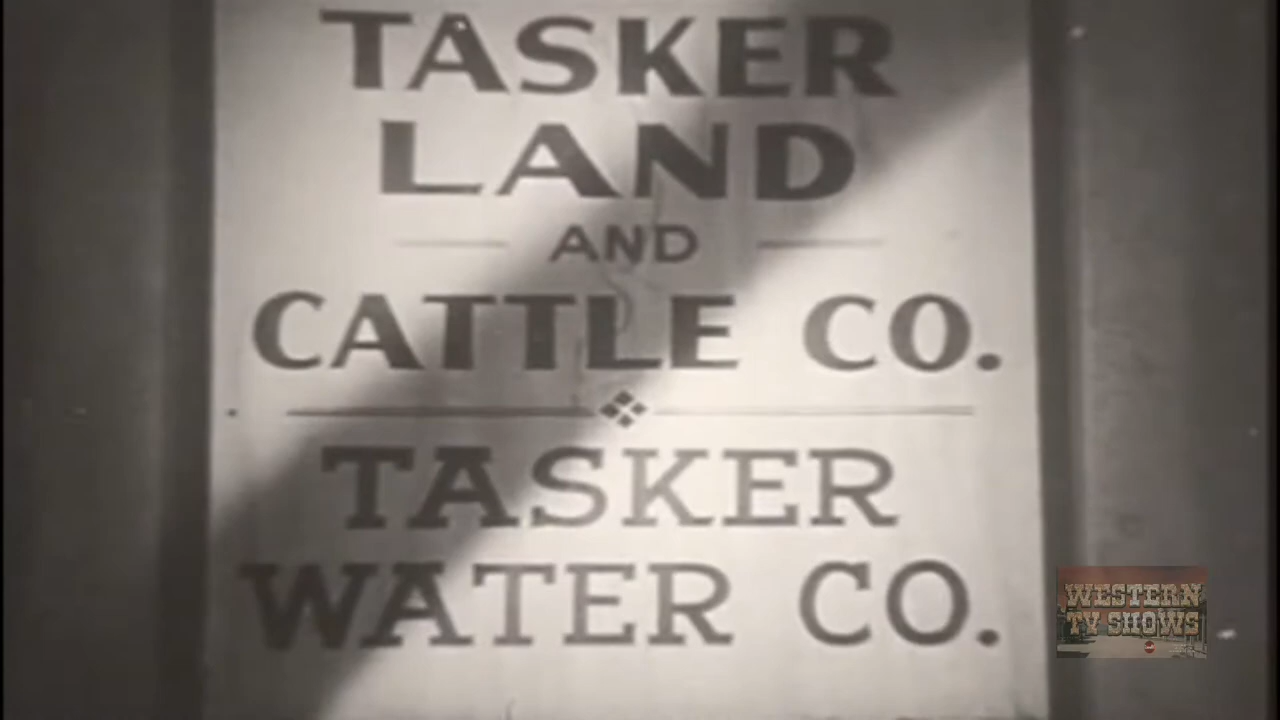 TASKER
LAND
AND
CATTLE CO.
TASKER
WATER CO.
WESTERN
TV SHOWS